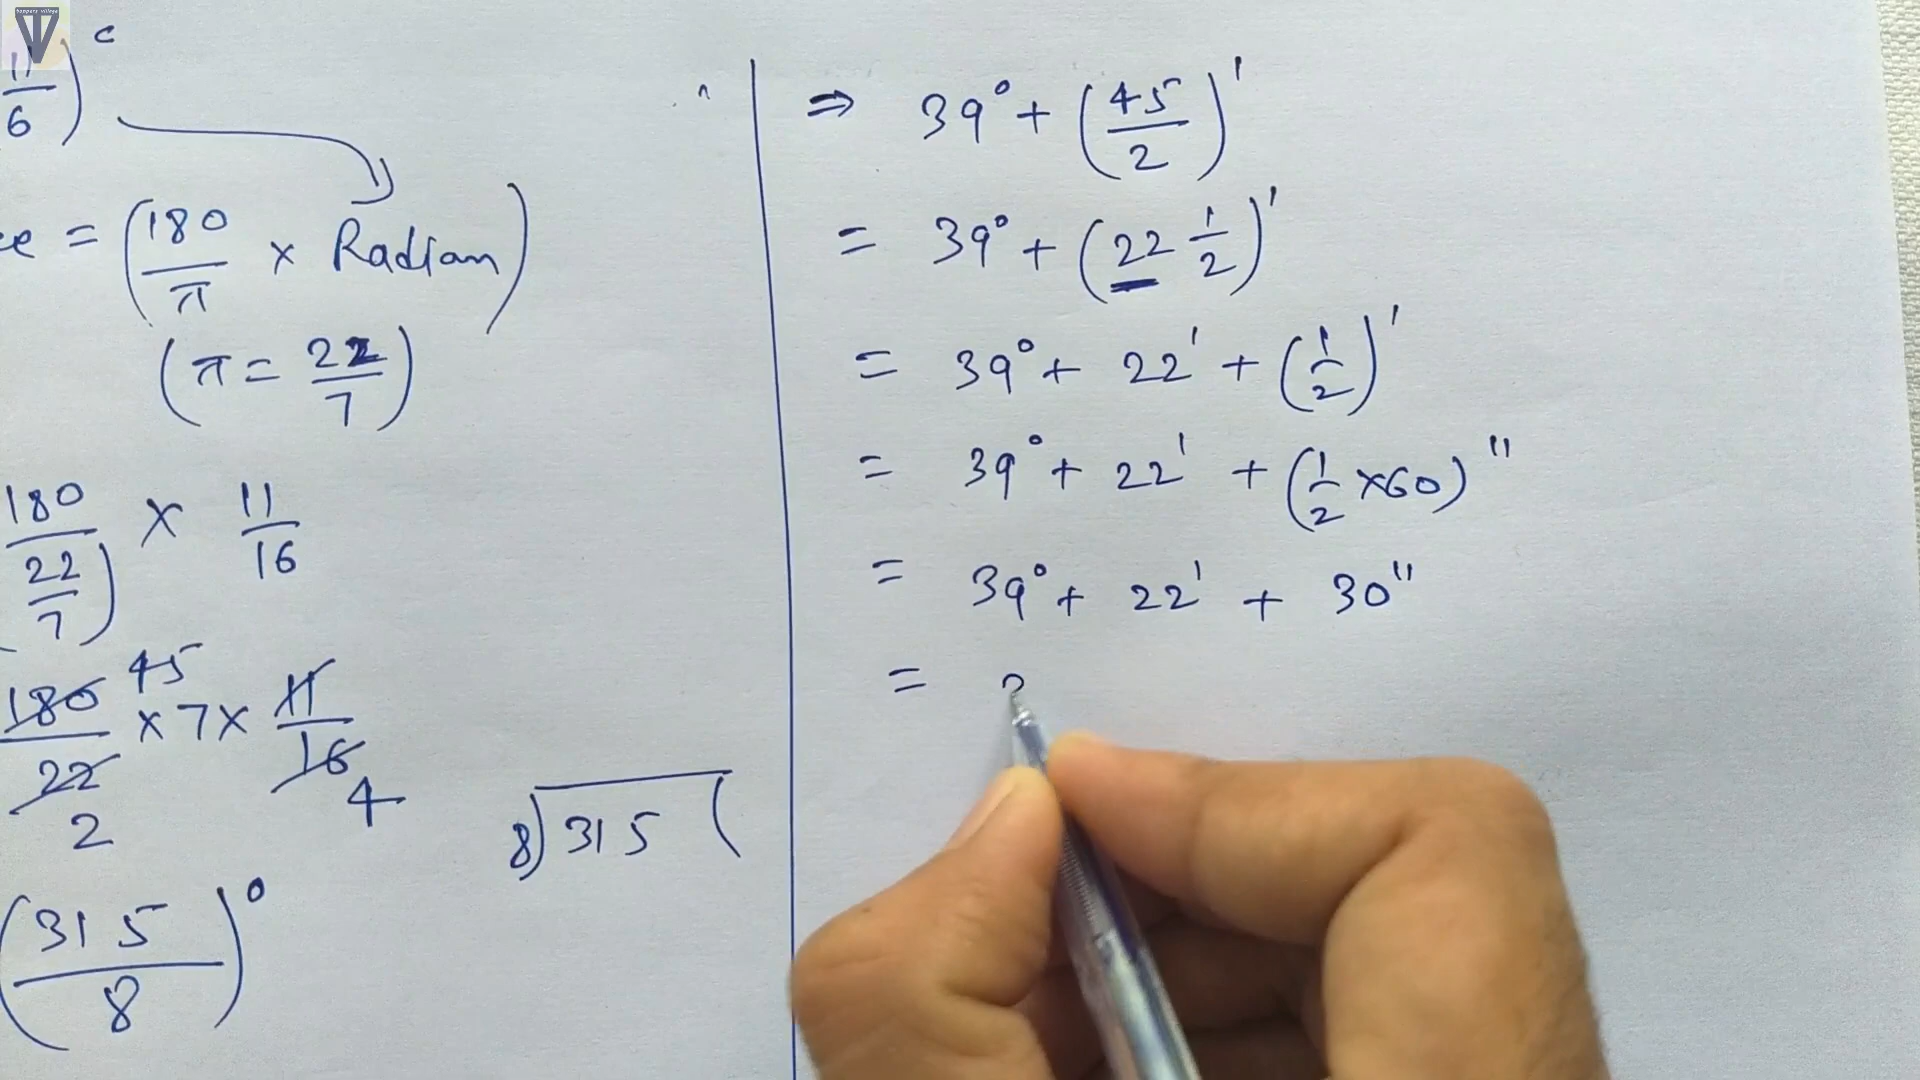 11/6)ᶜ
= (180/π × Radian)
(π = 22/7)
180/(22/7) × 11/16
180/22 × 7 × 11/16
45
2
4
(315/8)°
8)315(
⇒ 39° + (45/2)'
= 39° + (22 1/2)'
= 39° + 22' + (1/2)'
= 39° + 22' + (1/2 ×60)"
= 39° + 22' + 30"
=